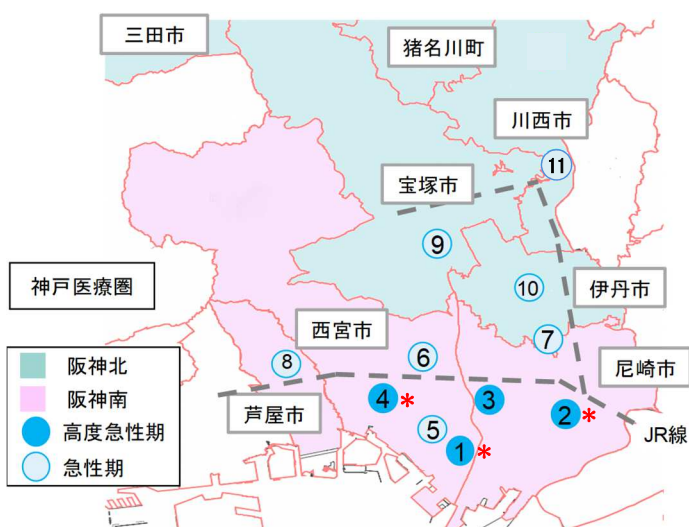 三田市
猪名川町
川西市
11
宝塚市
9
神戸医療圏
10
伊丹市
西宮市
7
阪神北
8
6
尼崎市
阪神南
4*
3
2*
高度急性期
芦屋市
5
JR線
急性期
1*